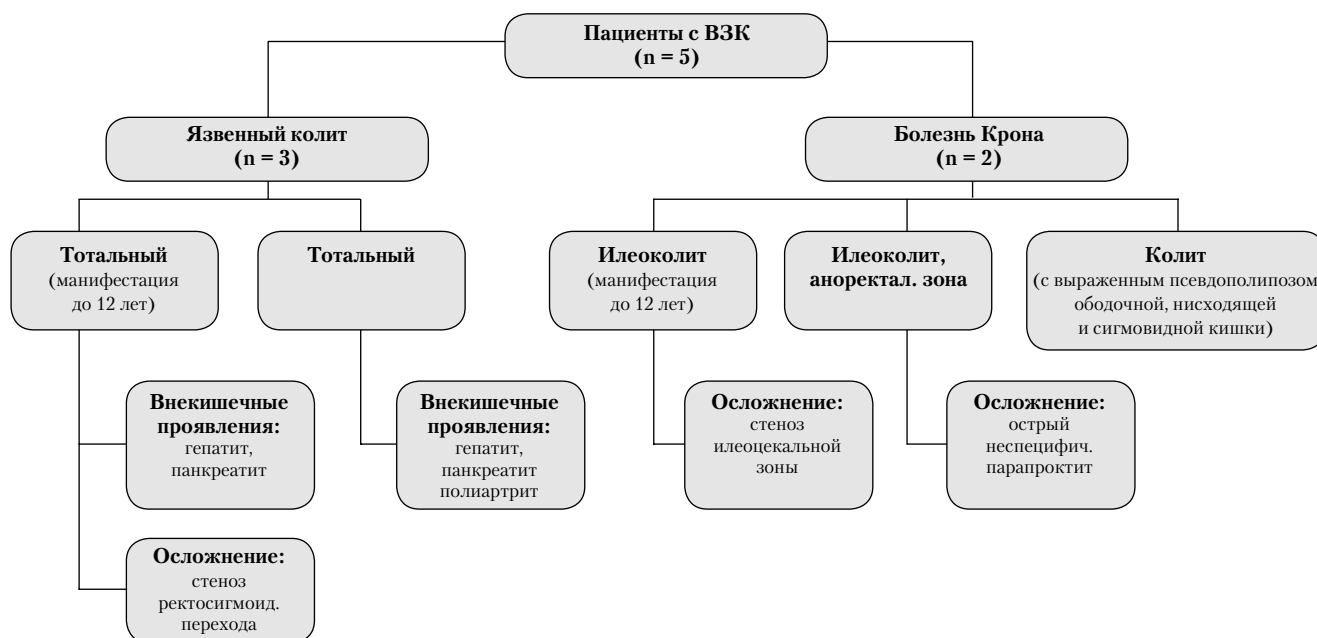 Пациенты с ВЗК
(n = 5)
Язвенный колит
(n = 3)
Болезнь Крона
(n = 2)
Тотальный
(манифестация
до 12 лет)
Тотальный
Илеоколит
(манифестация
до 12 лет)
Илеоколит,
аноректал. зона
Колит
(с выраженным псевдополипозом
ободочной, нисходящей
и сигмовидной кишки)
Внекишечные
проявления:
гепатит,
панкреатит
Внекишечные
проявления:
гепатит,
панкреатит
полиартрит
Осложнение:
стеноз
илеоцекальной
зоны
Осложнение:
острый
неспецифич.
парапроктит
Осложнение:
стеноз
ректосигмоид.
перехода